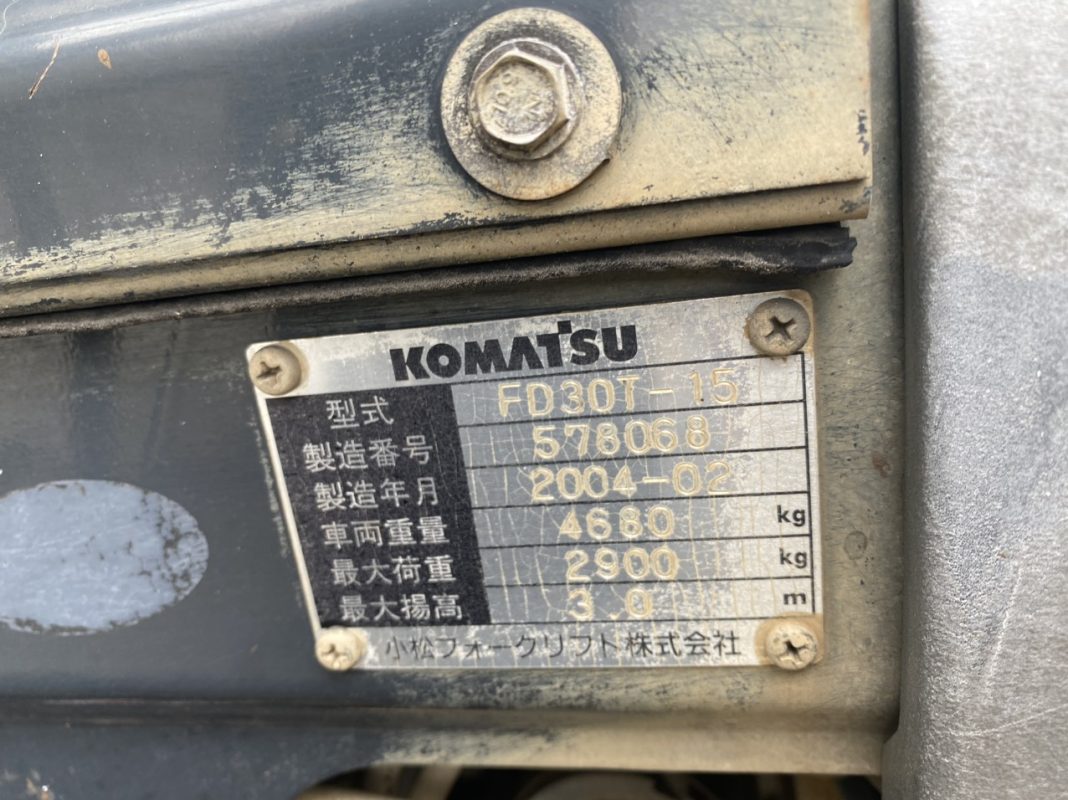 KOMATSU
型式 FD30T-15
製造番号 578068
製造年月 2004-02
車両重量 4680 kg
最大荷重 2900 kg
最大揚高 3.0 m
小松フォークリフト株式会社